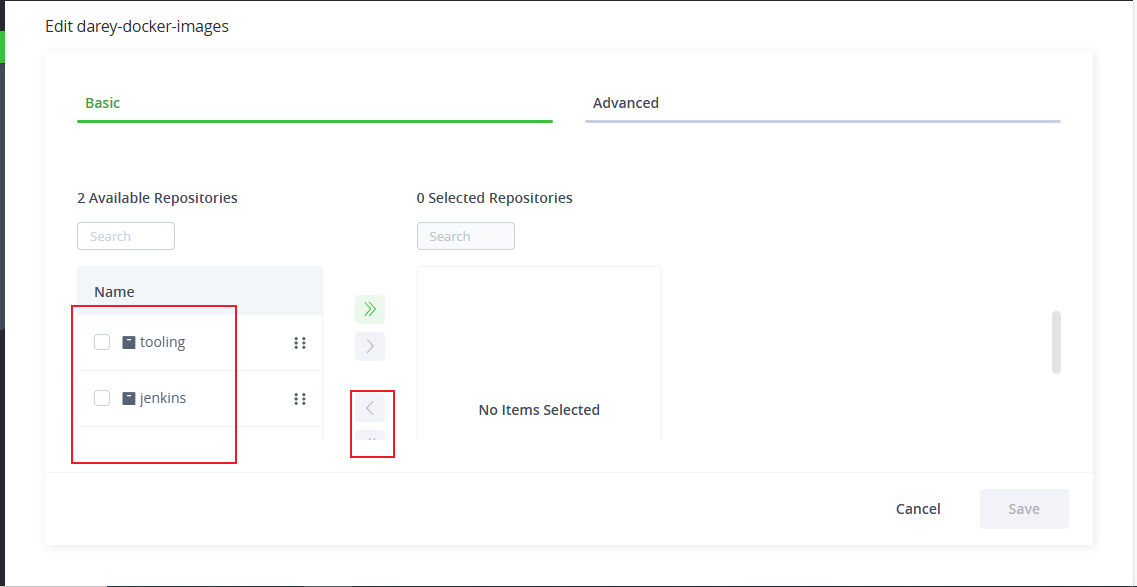 Edit darey-docker-images
Basic
Advanced
2 Available Repositories
0 Selected Repositories
Search
Search
Name
tooling
jenkins
No Items Selected
Cancel
Save